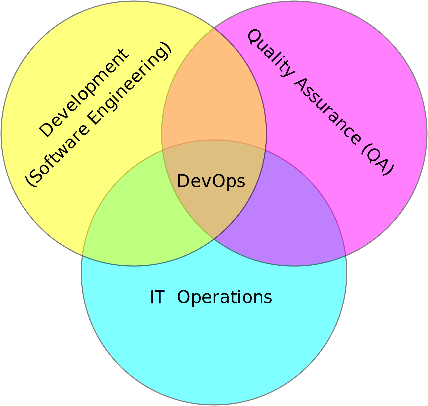 Development
(Software Engineering)
Quality Assurance (QA)
DevOps
IT Operations